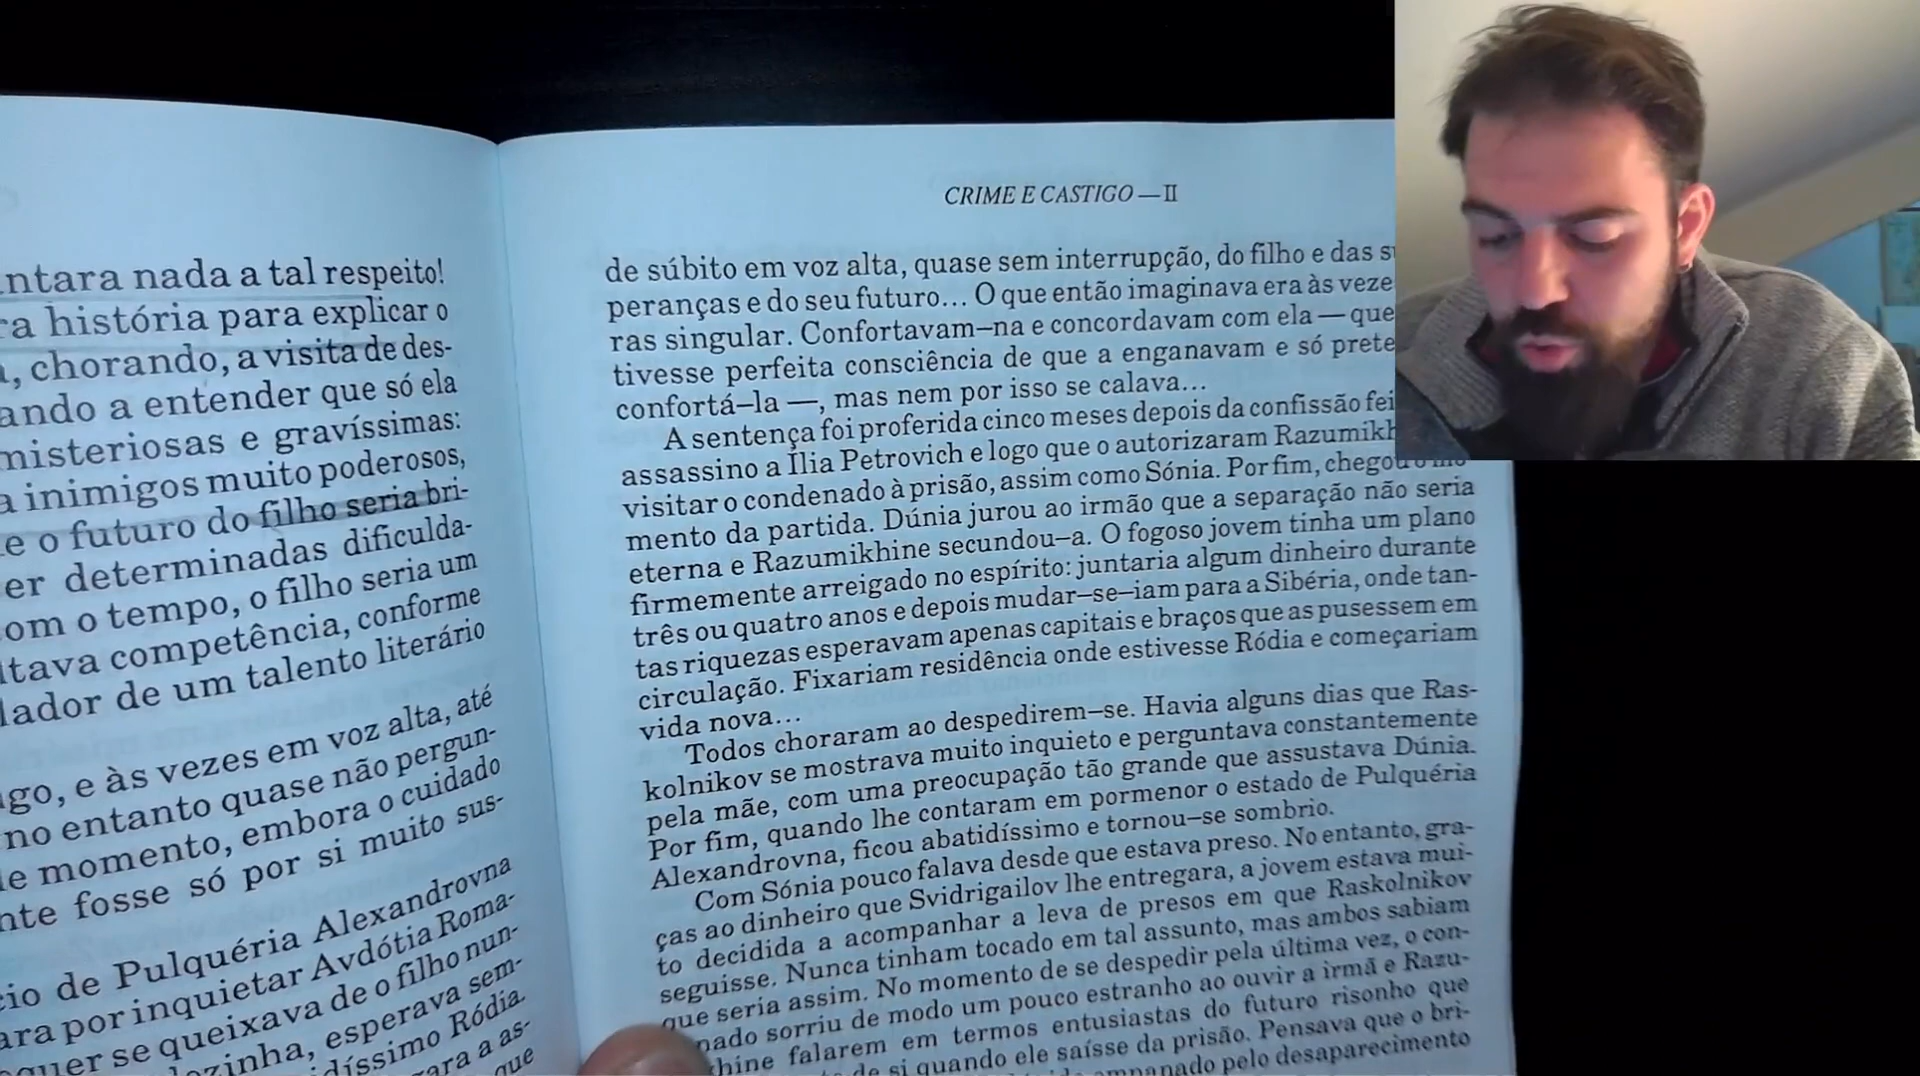 ntara nada a tal respeito!
ra história para explicar o
, chorando, a visita de des-
ando a entender que só ela
misteriosas e gravíssimas:
a inimigos muito poderosos,
e o futuro do filho seria bri-
er determinadas dificulda-
om o tempo, o filho seria um
ltava competência, conforme
lador de um talento literário
go, e às vezes em voz alta, até
no entanto quase não pergun-
e momento, embora o cuidado
nte fosse só por si muito sus-
cio de Pulquéria Alexandrovna
ara por inquietar Avdótia Roma-
quer se queixava de o filho nun-
ozinha, esperava sem-
díssimo Ródia.
gara a as-
que
CRIME E CASTIGO — II
de súbito em voz alta, quase sem interrupção, do filho e das su
peranças e do seu futuro... O que então imaginava era às veze
ras singular. Confortavam–na e concordavam com ela — que
tivesse perfeita consciência de que a enganavam e só prete
confortá–la —, mas nem por isso se calava...
A sentença foi proferida cinco meses depois da confissão fei
assassino a Ília Petrovich e logo que o autorizaram Razumikh
visitar o condenado à prisão, assim como Sónia. Por fim, chegou o mo-
mento da partida. Dúnia jurou ao irmão que a separação não seria
eterna e Razumikhine secundou–a. O fogoso jovem tinha um plano
firmemente arreigado no espírito: juntaria algum dinheiro durante
três ou quatro anos e depois mudar–se–iam para a Sibéria, onde tan-
tas riquezas esperavam apenas capitais e braços que as pusessem em
circulação. Fixariam residência onde estivesse Ródia e começariam
vida nova...
Todos choraram ao despedirem–se. Havia alguns dias que Ras-
kolnikov se mostrava muito inquieto e perguntava constantemente
pela mãe, com uma preocupação tão grande que assustava Dúnia.
Por fim, quando lhe contaram em pormenor o estado de Pulquéria
Alexandrovna, ficou abatidíssimo e tornou–se sombrio.
Com Sónia pouco falava desde que estava preso. No entanto, gra-
ças ao dinheiro que Svidrigailov lhe entregara, a jovem estava mui-
to decidida a acompanhar a leva de presos em que Raskolnikov
seguisse. Nunca tinham tocado em tal assunto, mas ambos sabiam
que seria assim. No momento de se despedir pela última vez, o con-
nado sorriu de modo um pouco estranho ao ouvir a irmã e Razu-
hine falarem em termos entusiastas do futuro risonho que
de si quando ele saísse da prisão. Pensava que o bri-
ampanado pelo desaparecimento